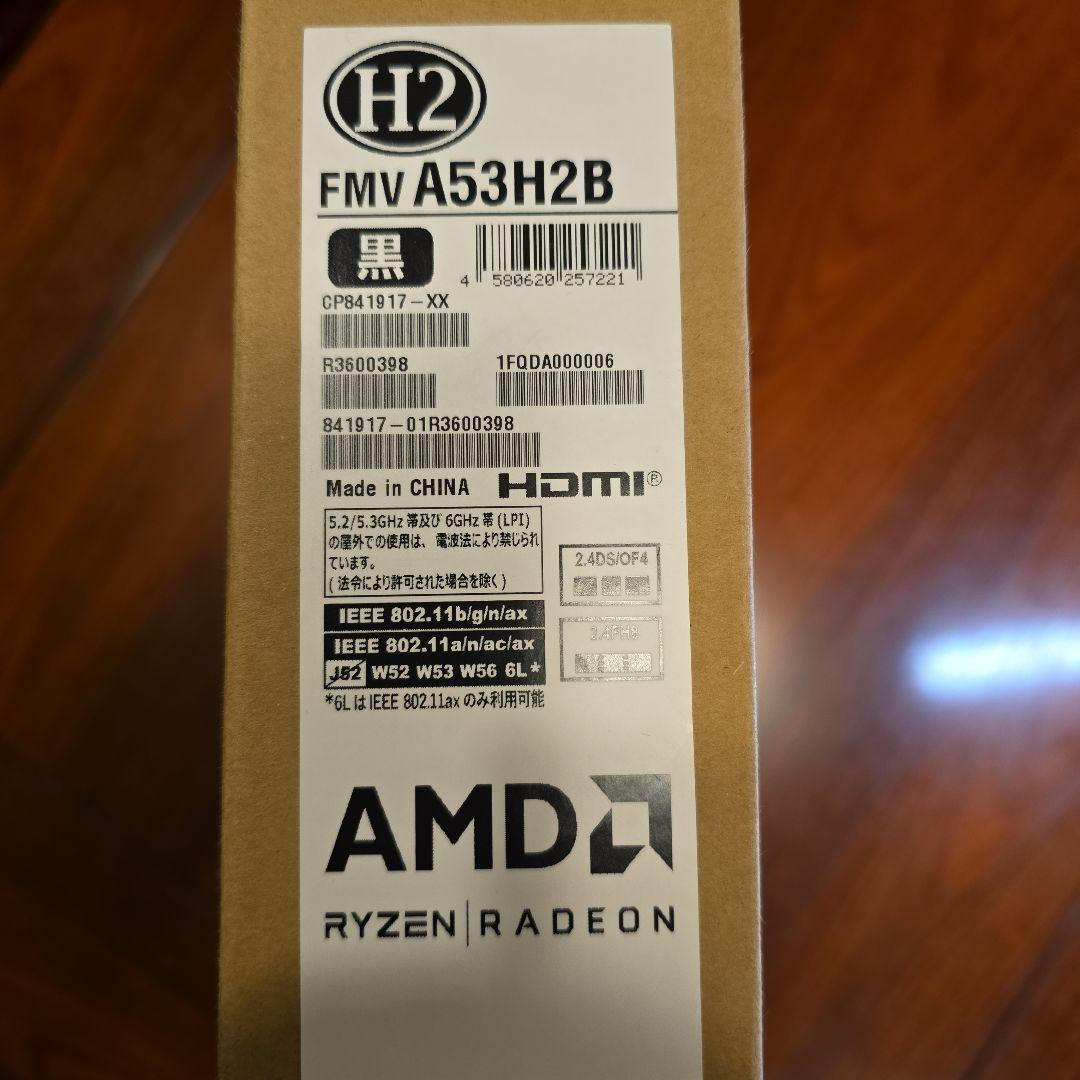 H2
FMV A53H2B
黒
4 580620 257221
CP841917-XX
R3600398 1FQDA000006
841917-01R3600398
Made in CHINA HDMI®
5.2/5.3GHz 帯及び 6GHz 帯 (LPI)
の屋外での使用は、電波法により禁じられ
ています。
(法令により許可された場合を除く)
2.4DS/OF4
IEEE 802.11b/g/n/ax
IEEE 802.11a/n/ac/ax
2.4FH8
J52 W52 W53 W56 6L*
*6L は IEEE 802.11ax のみ利用可能
AMD
RYZEN | RADEON